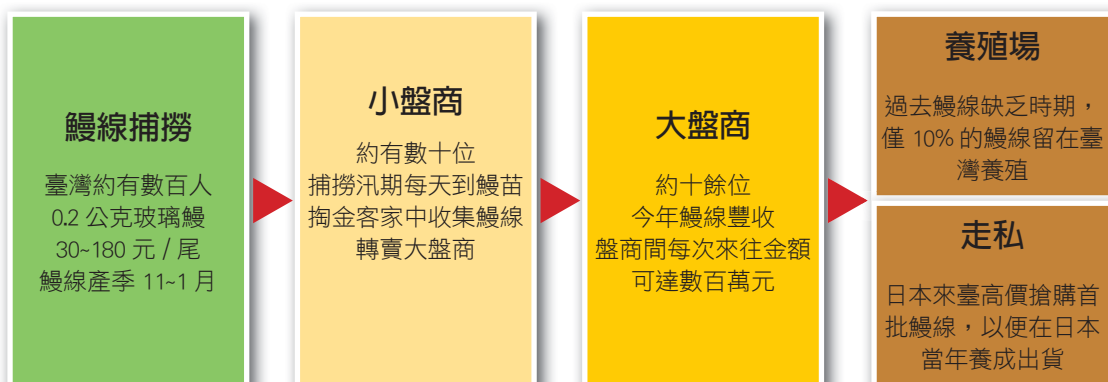 鰻線捕撈
臺灣約有數百人
0.2 公克玻璃鰻
30~180 元 / 尾
鰻線產季 11~1 月
小盤商
約有數十位
捕撈汛期每天到鰻苗
掏金客家中收集鰻線
轉賣大盤商
大盤商
約十餘位
今年鰻線豐收
盤商間每次來往金額
可達數百萬元
養殖場
過去鰻線缺乏時期，
僅 10% 的鰻線留在臺
灣養殖
走私
日本來臺高價搶購首
批鰻線，以便在日本
當年養成出貨